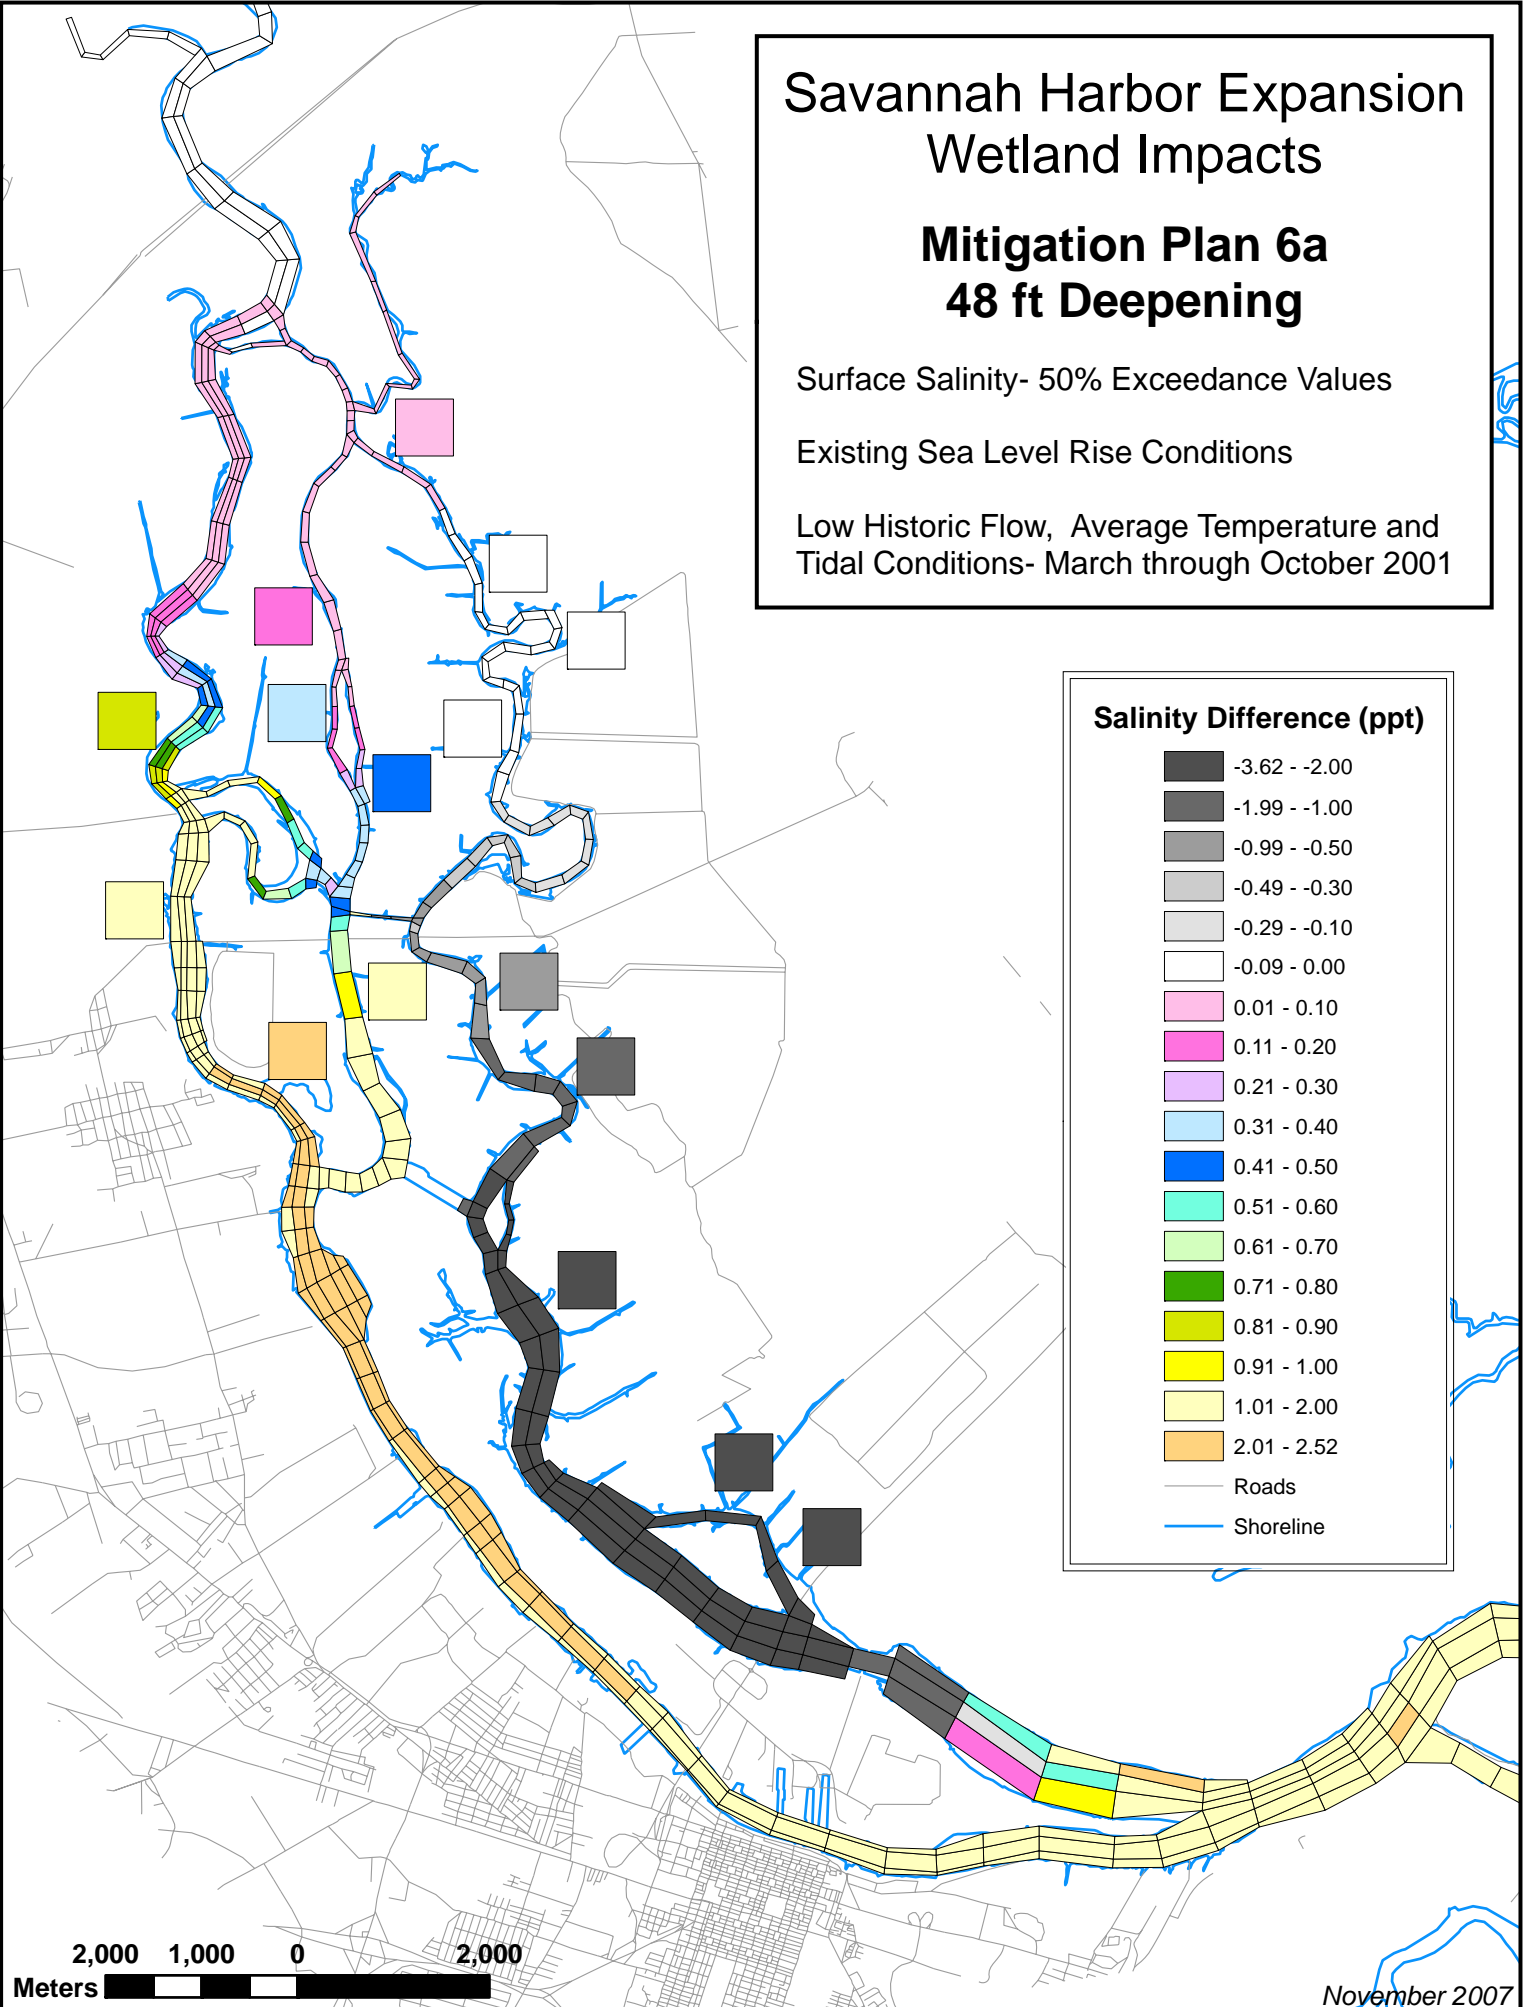 Savannah Harbor Expansion
Wetland Impacts
Mitigation Plan 6a
48 ft Deepening
Surface Salinity- 50% Exceedance Values
Existing Sea Level Rise Conditions
Low Historic Flow, Average Temperature and
Tidal Conditions- March through October 2001
Salinity Difference (ppt)
-3.62 - -2.00
-1.99 - -1.00
-0.99 - -0.50
-0.49 - -0.30
-0.29 - -0.10
-0.09 - 0.00
0.01 - 0.10
0.11 - 0.20
0.21 - 0.30
0.31 - 0.40
0.41 - 0.50
0.51 - 0.60
0.61 - 0.70
0.71 - 0.80
0.81 - 0.90
0.91 - 1.00
1.01 - 2.00
2.01 - 2.52
Roads
Shoreline
2,000 1,000 0 2,000
Meters
November 2007